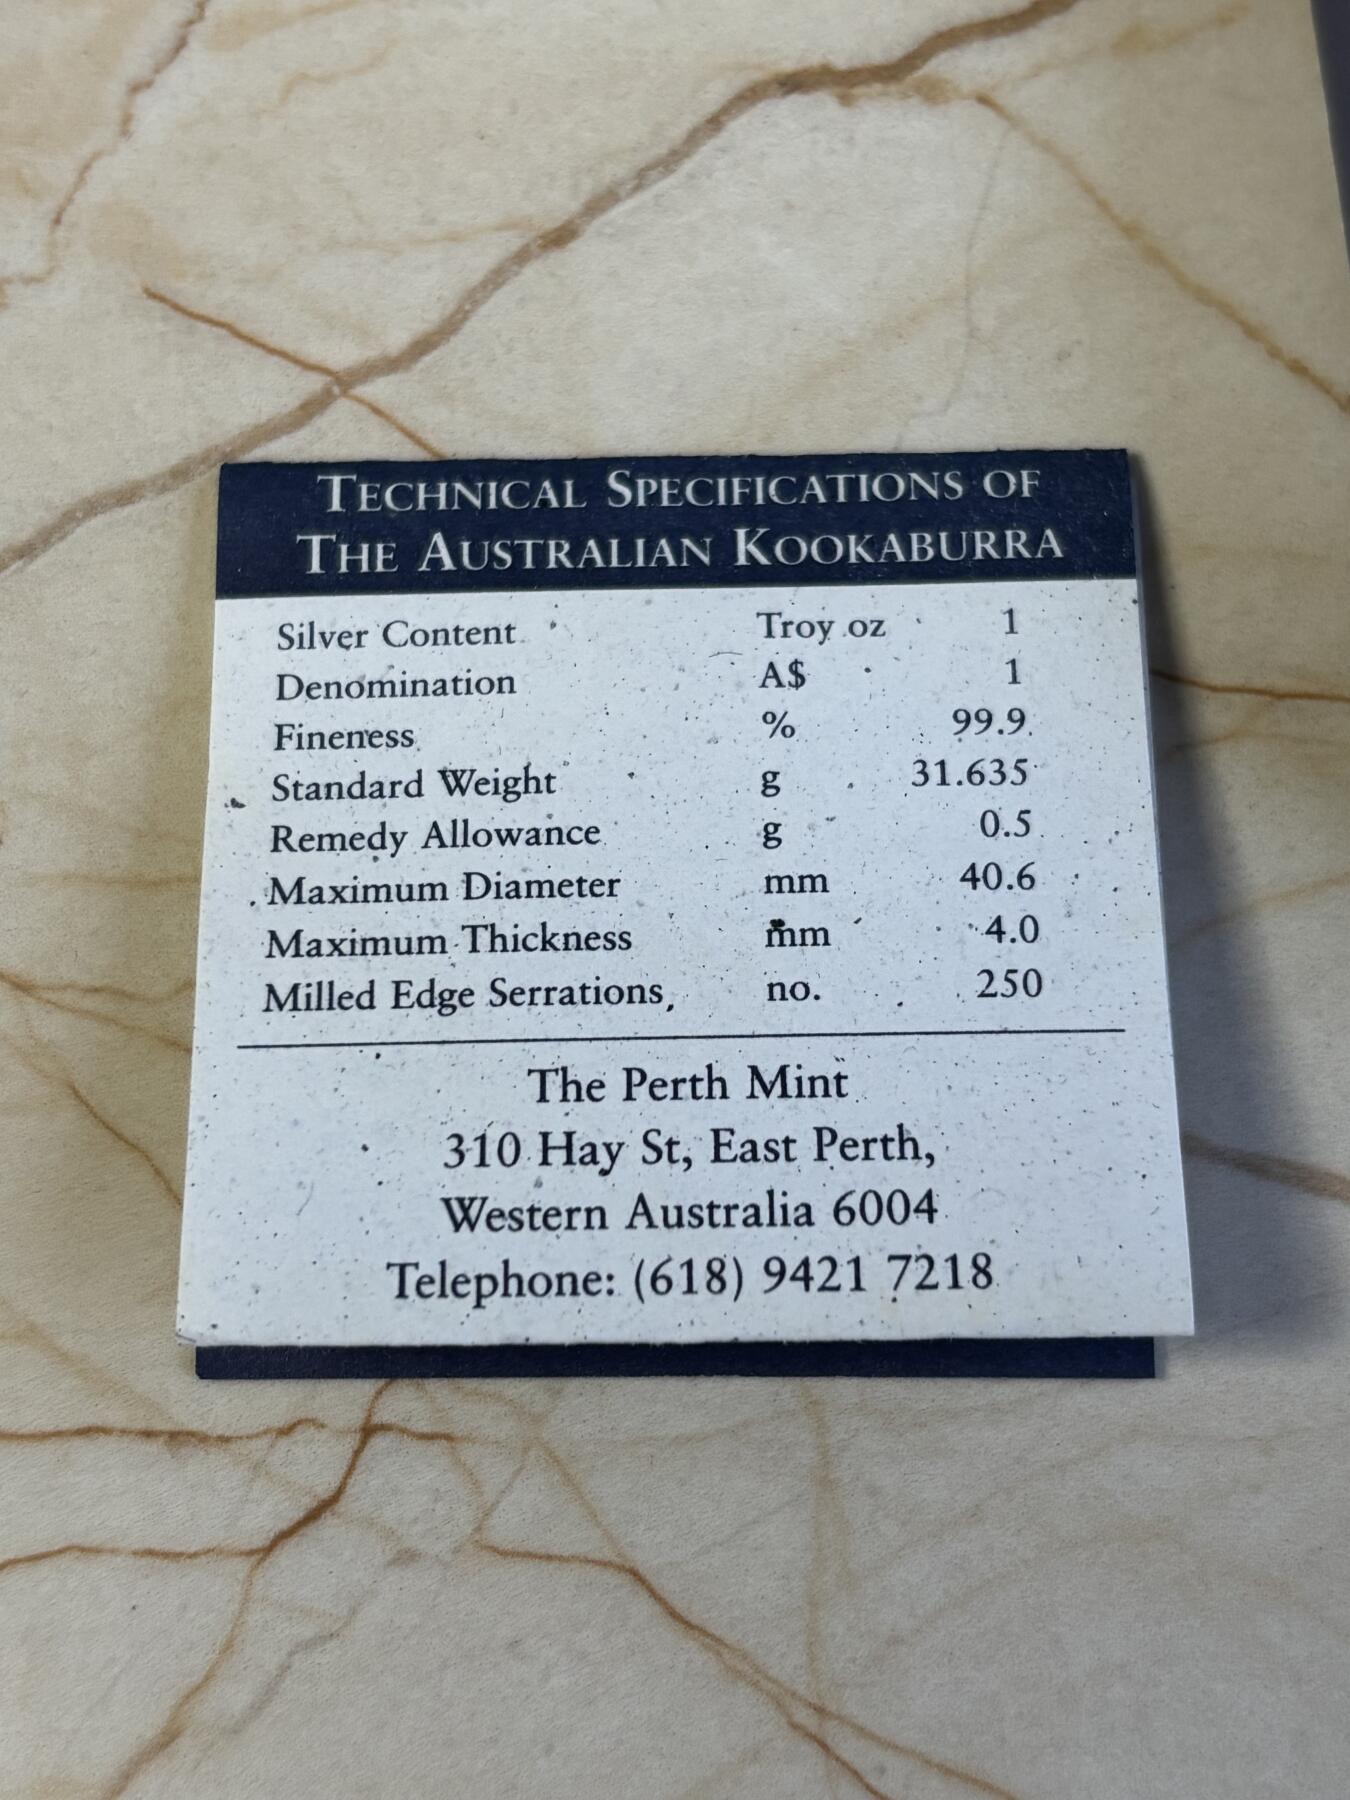 TECHNICAL SPECIFICATIONS OF
THE AUSTRALIAN KOOKABURRA
Silver Content Troy oz 1
Denomination A$ 1
Fineness % 99.9
Standard Weight g 31.635
Remedy Allowance g 0.5
Maximum Diameter mm 40.6
Maximum Thickness mm 4.0
Milled Edge Serrations no. 250
The Perth Mint
310 Hay St, East Perth,
Western Australia 6004
Telephone: (618) 9421 7218